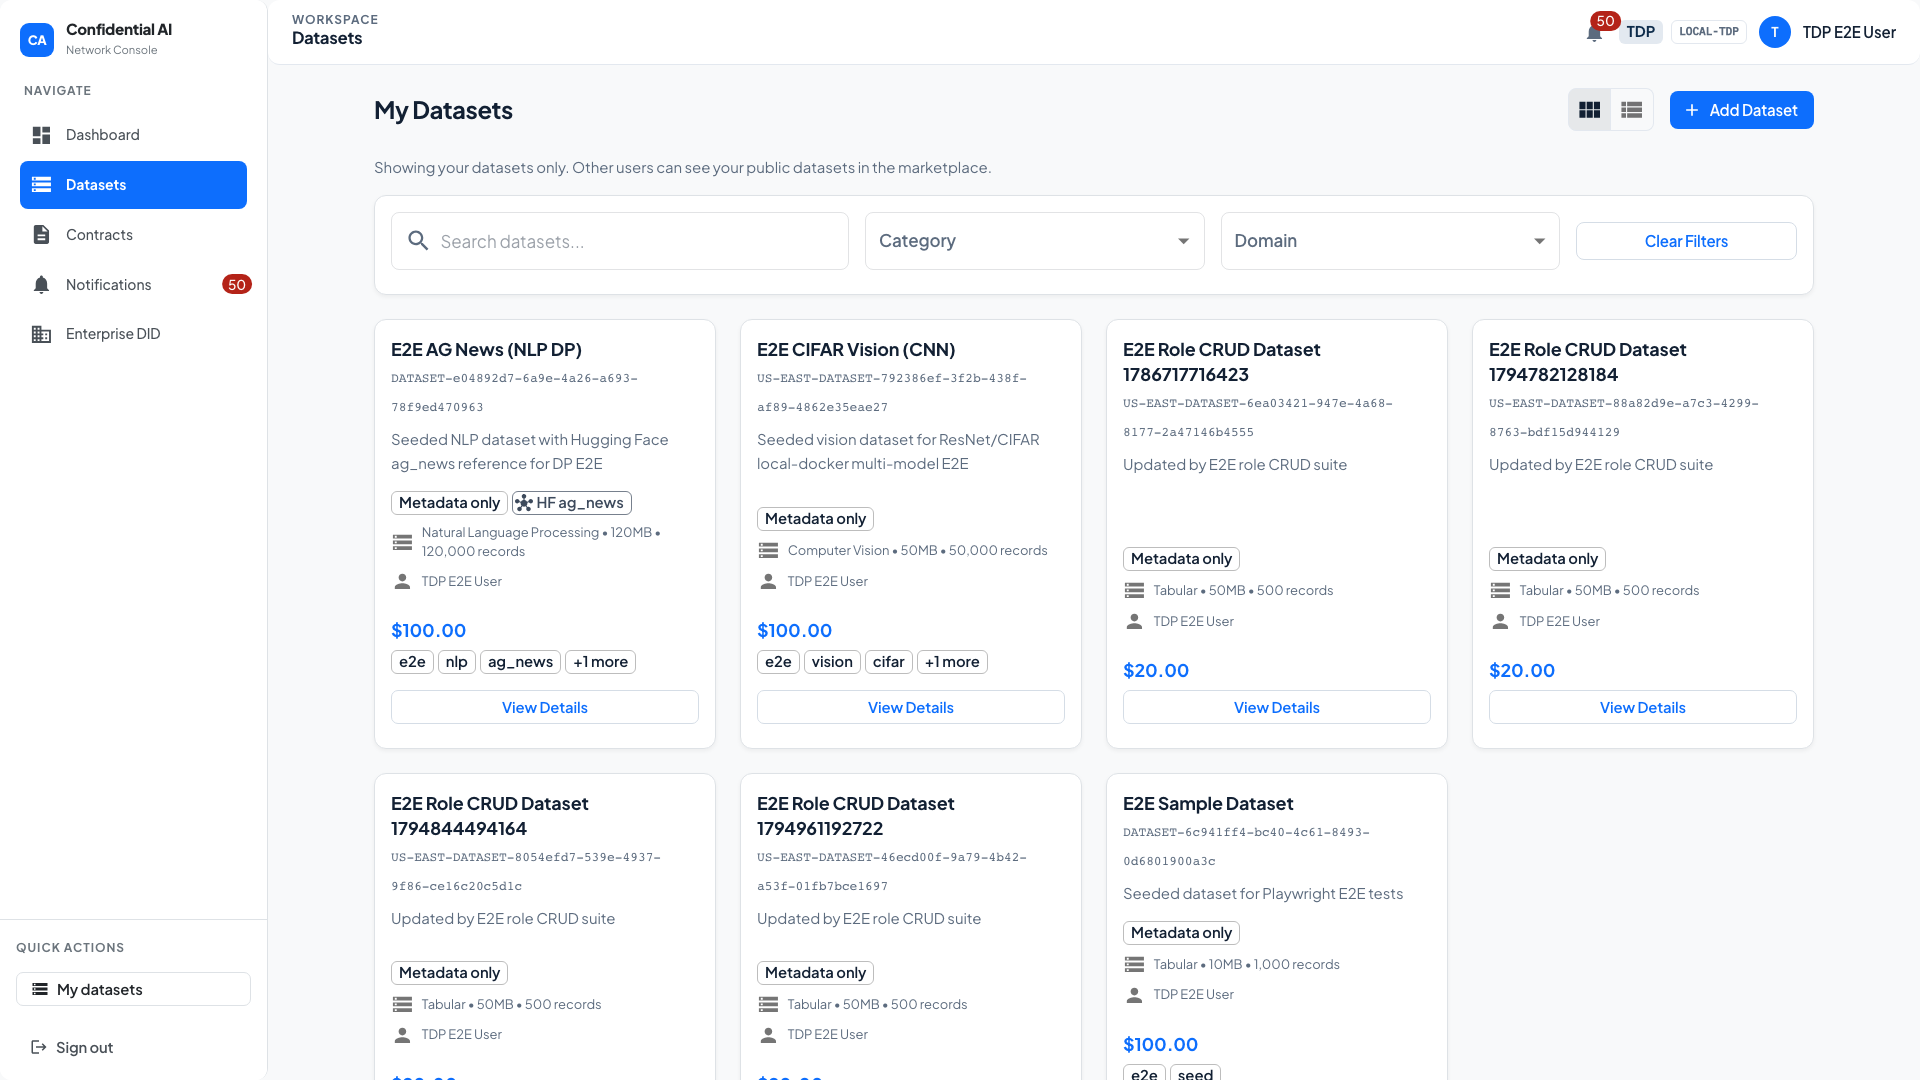 CA
Confidential AI
Network Console
NAVIGATE
Dashboard
Datasets
Contracts
Notifications
50
Enterprise DID
QUICK ACTIONS
My datasets
Sign out
WORKSPACE
Datasets
50
TDP
LOCAL-TDP
T
TDP E2E User
My Datasets
Add Dataset
Showing your datasets only. Other users can see your public datasets in the marketplace.
Search datasets...
Category
Domain
Clear Filters
E2E AG News (NLP DP)
DATASET-e04892d7-6a9e-4a26-a693-
78f9ed470963
Seeded NLP dataset with Hugging Face
ag_news reference for DP E2E
Metadata only
HF ag_news
Natural Language Processing • 120MB •
120,000 records
TDP E2E User
$100.00
e2e
nlp
ag_news
+1 more
View Details
E2E CIFAR Vision (CNN)
US-EAST-DATASET-792386ef-3f2b-438f-
af89-4862e35eae27
Seeded vision dataset for ResNet/CIFAR
local-docker multi-model E2E
Metadata only
Computer Vision • 50MB • 50,000 records
TDP E2E User
$100.00
e2e
vision
cifar
+1 more
View Details
E2E Role CRUD Dataset
1786717716423
US-EAST-DATASET-6ea03421-947e-4a68-
8177-2a47146b4555
Updated by E2E role CRUD suite
Metadata only
Tabular • 50MB • 500 records
TDP E2E User
$20.00
View Details
E2E Role CRUD Dataset
1794782128184
US-EAST-DATASET-88a82d9e-a7c3-4299-
8763-bdf15d944129
Updated by E2E role CRUD suite
Metadata only
Tabular • 50MB • 500 records
TDP E2E User
$20.00
View Details
E2E Role CRUD Dataset
1794844494164
US-EAST-DATASET-8054efd7-539e-4937-
9f86-ce16c20c5d1c
Updated by E2E role CRUD suite
Metadata only
Tabular • 50MB • 500 records
TDP E2E User
E2E Role CRUD Dataset
1794961192722
US-EAST-DATASET-46ecd00f-9a79-4b42-
a53f-01fb7bce1697
Updated by E2E role CRUD suite
Metadata only
Tabular • 50MB • 500 records
TDP E2E User
E2E Sample Dataset
DATASET-6c941ff4-bc40-4c61-8493-
0d6801900a3c
Seeded dataset for Playwright E2E tests
Metadata only
Tabular • 10MB • 1,000 records
TDP E2E User
$100.00
e2e
seed